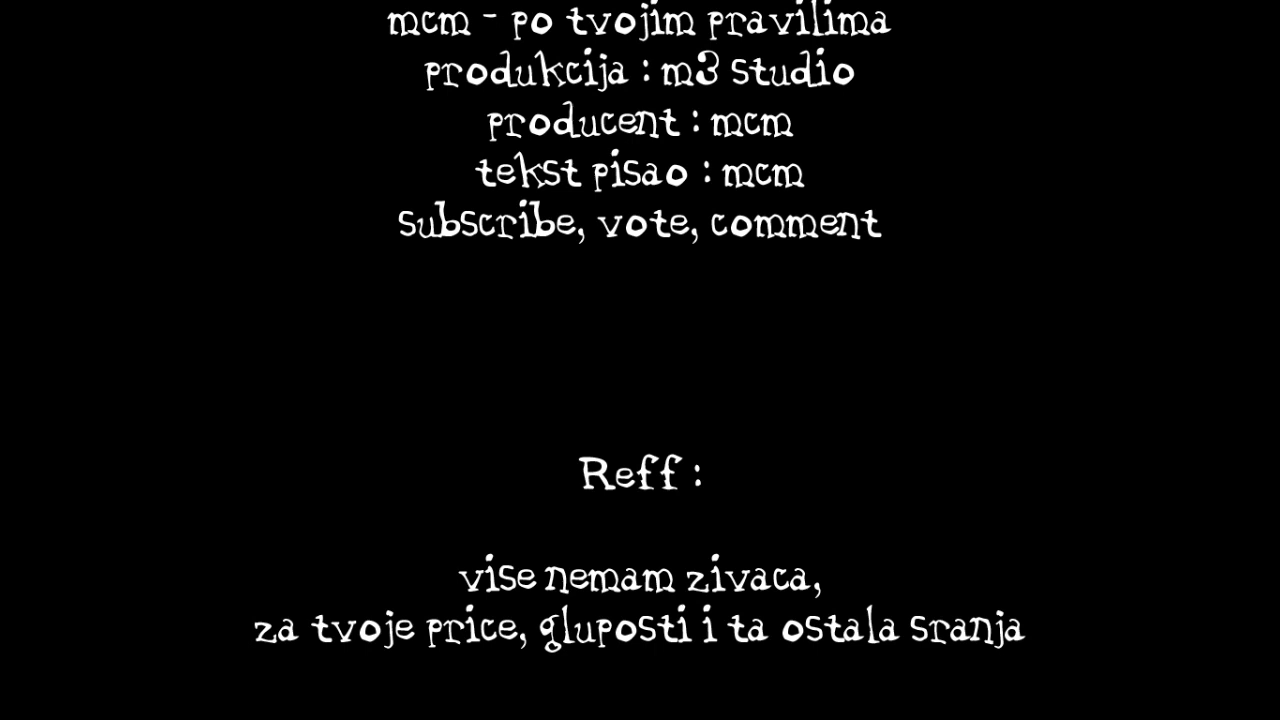 mcm - po tvojim pravilima
produkcija : m3 studio
producent : mcm
tekst pisao : mcm
subscribe, vote, comment
Reff :
vise nemam zivaca,
za tvoje price, gluposti i ta ostala sranja